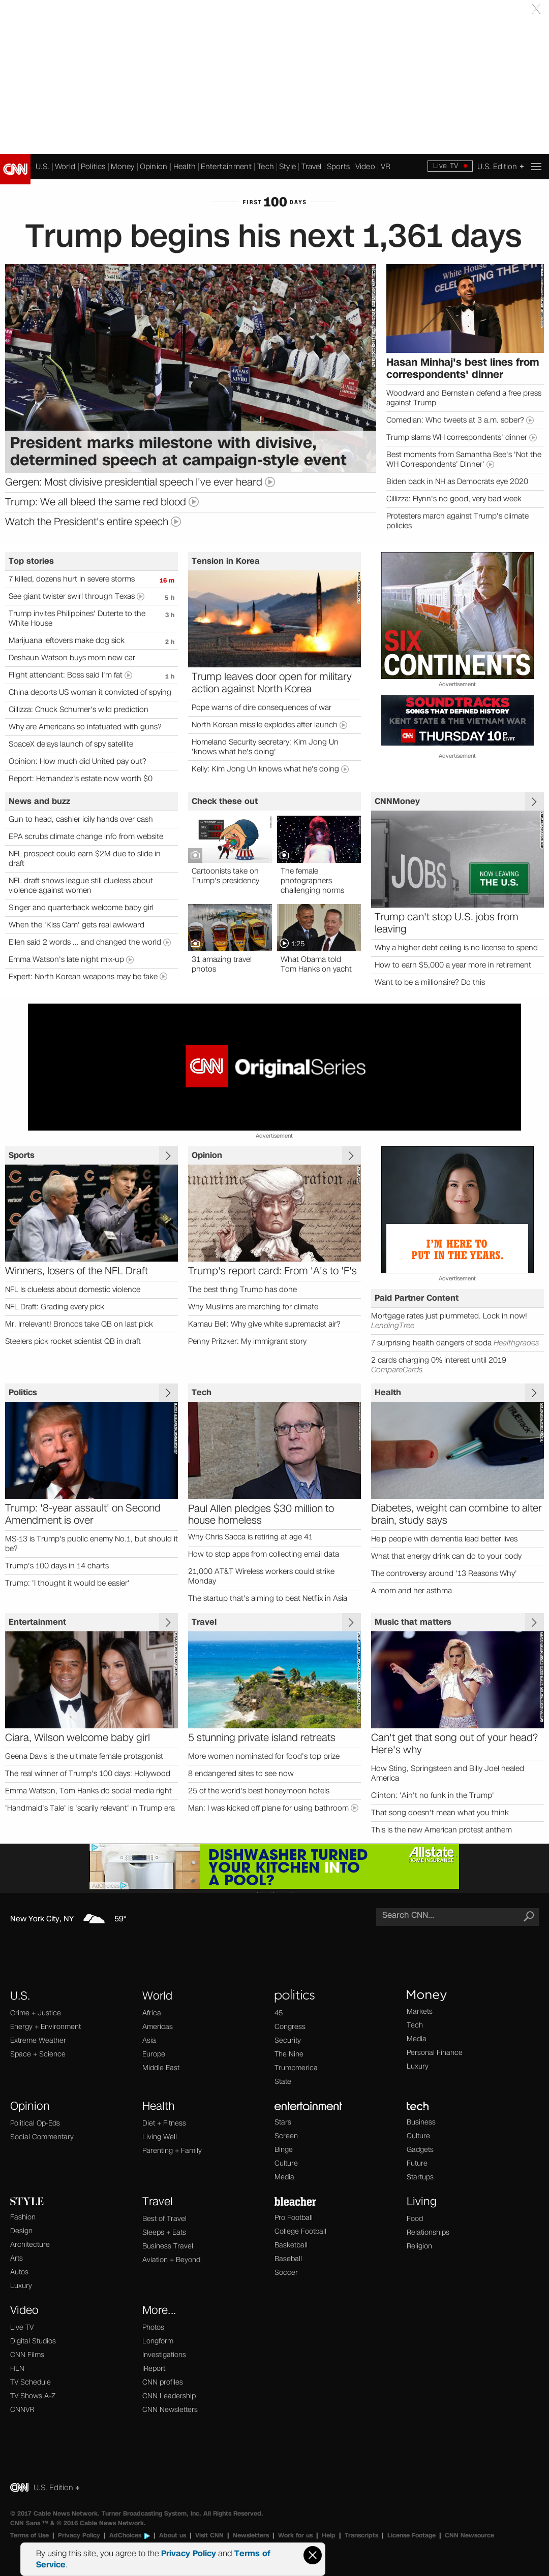 X
CNN
U.S. | World | Politics | Money | Opinion | Health | Entertainment | Tech | Style | Travel | Sports | Video | VR
Live TV
U.S. Edition +
FIRST 100 DAYS
Trump begins his next 1,361 days
President marks milestone with divisive,
determined speech at campaign-style event
Gergen: Most divisive presidential speech I've ever heard
Trump: We all bleed the same red blood
Watch the President's entire speech
White House
CELEBRATING THE
Hasan Minhaj's best lines from
correspondents' dinner
Woodward and Bernstein defend a free press
against Trump
Comedian: Who tweets at 3 a.m. sober?
Trump slams WH correspondents' dinner
Best moments from Samantha Bee's 'Not the
WH Correspondents' Dinner'
Biden back in NH as Democrats eye 2020
Cillizza: Flynn's no good, very bad week
Protesters march against Trump's climate
policies
Top stories
7 killed, dozens hurt in severe storms
16 m
See giant twister swirl through Texas
5 h
Trump invites Philippines' Duterte to the
White House
3 h
Marijuana leftovers make dog sick
2 h
Deshaun Watson buys mom new car
Flight attendant: Boss said I'm fat
1 h
China deports US woman it convicted of spying
Cillizza: Chuck Schumer's wild prediction
Why are Americans so infatuated with guns?
SpaceX delays launch of spy satellite
Opinion: How much did United pay out?
Report: Hernandez's estate now worth $0
Tension in Korea
Trump leaves door open for military
action against North Korea
Pope warns of dire consequences of war
North Korean missile explodes after launch
Homeland Security secretary: Kim Jong Un
'knows what he's doing'
Kelly: Kim Jong Un knows what he's doing
SIX
CONTINENTS
Advertisement
SOUNDTRACKS
SONGS THAT DEFINED HISTORY
KENT STATE & THE VIETNAM WAR
CNN THURSDAY 10P ET/PT
Advertisement
News and buzz
Gun to head, cashier icily hands over cash
EPA scrubs climate change info from website
NFL prospect could earn $2M due to slide in
draft
NFL draft shows league still clueless about
violence against women
Singer and quarterback welcome baby girl
When the 'Kiss Cam' gets real awkward
Ellen said 2 words ... and changed the world
Emma Watson's late night mix-up
Expert: North Korean weapons may be fake
Check these out
Cartoonists take on
Trump's presidency
The female
photographers
challenging norms
31 amazing travel
photos
1:25
What Obama told
Tom Hanks on yacht
CNNMoney
JOBS
NOW LEAVING
THE U.S.
Trump can't stop U.S. jobs from
leaving
Why a higher debt ceiling is no license to spend
How to earn $5,000 a year more in retirement
Want to be a millionaire? Do this
CNN OriginalSeries
Advertisement
Sports
Winners, losers of the NFL Draft
NFL Is clueless about domestic violence
NFL Draft: Grading every pick
Mr. Irrelevant! Broncos take QB on last pick
Steelers pick rocket scientist QB in draft
Opinion
Trump's report card: From 'A's to 'F's
The best thing Trump has done
Why Muslims are marching for climate
Kamau Bell: Why give white supremacist air?
Penny Pritzker: My immigrant story
I'M HERE TO
PUT IN THE YEARS.
Advertisement
Paid Partner Content
Mortgage rates just plummeted. Lock in now!
LendingTree
7 surprising health dangers of soda Healthgrades
2 cards charging 0% interest until 2019
CompareCards
Politics
Trump: '8-year assault' on Second
Amendment is over
MS-13 is Trump's public enemy No.1, but should it
be?
Trump's 100 days in 14 charts
Trump: 'I thought it would be easier'
Tech
Paul Allen pledges $30 million to
house homeless
Why Chris Sacca is retiring at age 41
How to stop apps from collecting email data
21,000 AT&T Wireless workers could strike
Monday
The startup that's aiming to beat Netflix in Asia
Health
Diabetes, weight can combine to alter
brain, study says
Help people with dementia lead better lives
What that energy drink can do to your body
The controversy around '13 Reasons Why'
A mom and her asthma
Entertainment
Ciara, Wilson welcome baby girl
Geena Davis is the ultimate female protagonist
The real winner of Trump's 100 days: Hollywood
Emma Watson, Tom Hanks do social media right
'Handmaid's Tale' is 'scarily relevant' in Trump era
Travel
5 stunning private island retreats
More women nominated for food's top prize
8 endangered sites to see now
25 of the world's best honeymoon hotels
Man: I was kicked off plane for using bathroom
Music that matters
Can't get that song out of your head?
Here's why
How Sting, Springsteen and Billy Joel healed
America
Clinton: 'Ain't no funk in the Trump'
That song doesn't mean what you think
This is the new American protest anthem
AdChoices
DISHWASHER TURNED
YOUR KITCHEN INTO
A POOL?
Allstate
HOME INSURANCE
New York City, NY
59°
Search CNN...
U.S.
Crime + Justice
Energy + Environment
Extreme Weather
Space + Science
World
Africa
Americas
Asia
Europe
Middle East
politics
45
Congress
Security
The Nine
Trumpmerica
State
Money
Markets
Tech
Media
Personal Finance
Luxury
Opinion
Political Op-Eds
Social Commentary
Health
Diet + Fitness
Living Well
Parenting + Family
entertainment
Stars
Screen
Binge
Culture
Media
tech
Business
Culture
Gadgets
Future
Startups
STYLE
Fashion
Design
Architecture
Arts
Autos
Luxury
Travel
Best of Travel
Sleeps + Eats
Business Travel
Aviation + Beyond
bleacher
Pro Football
College Football
Basketball
Baseball
Soccer
Living
Food
Relationships
Religion
Video
Live TV
Digital Studios
CNN Films
HLN
TV Schedule
TV Shows A-Z
CNNVR
More...
Photos
Longform
Investigations
iReport
CNN profiles
CNN Leadership
CNN Newsletters
CNN U.S. Edition +
© 2017 Cable News Network. Turner Broadcasting System, Inc. All Rights Reserved.
CNN Sans ™ & © 2016 Cable News Network.
Terms of Use | Privacy Policy | AdChoices | About us | Visit CNN | Newsletters | Work for us | Help | Transcripts | License Footage | CNN Newsource
By using this site, you agree to the Privacy Policy and Terms of
Service.